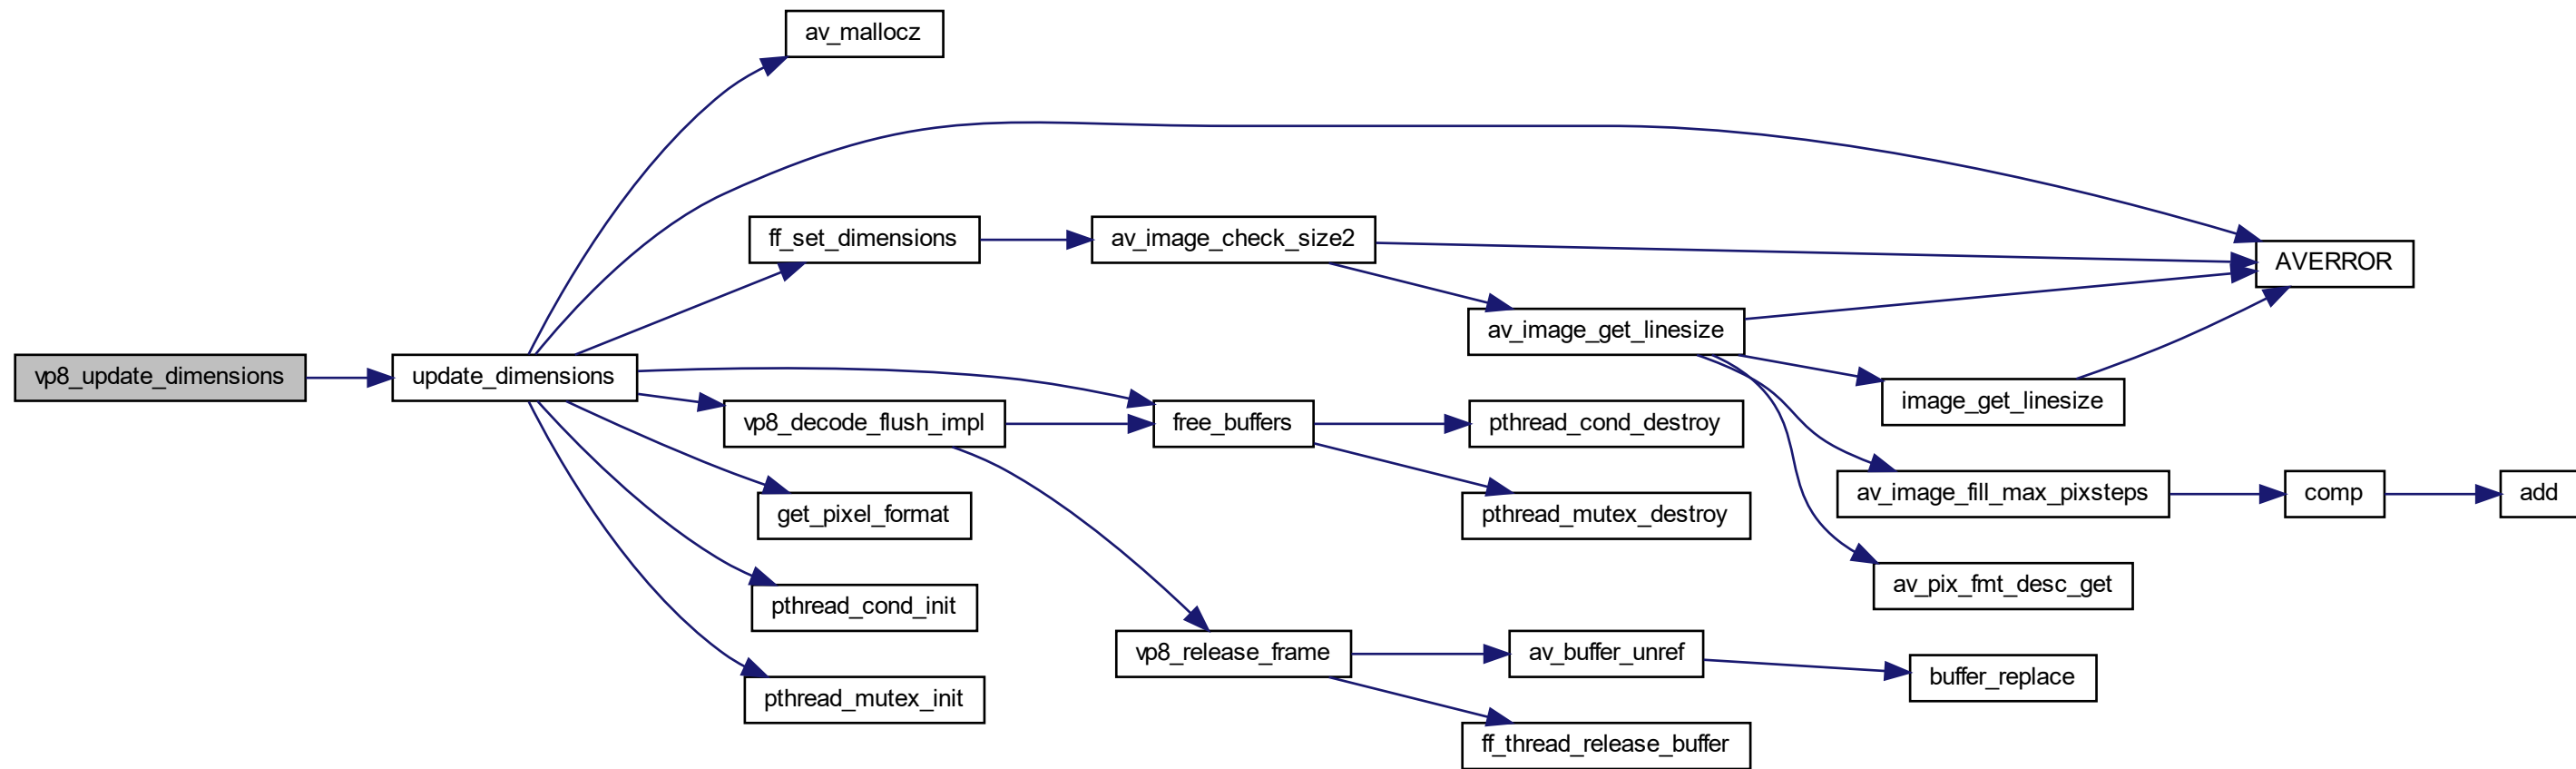 av_mallocz
ff_set_dimensions
av_image_check_size2
AVERROR
av_image_get_linesize
vp8_update_dimensions
update_dimensions
image_get_linesize
vp8_decode_flush_impl
free_buffers
pthread_cond_destroy
get_pixel_format
pthread_mutex_destroy
av_image_fill_max_pixsteps
comp
add
pthread_cond_init
av_pix_fmt_desc_get
vp8_release_frame
av_buffer_unref
buffer_replace
pthread_mutex_init
ff_thread_release_buffer